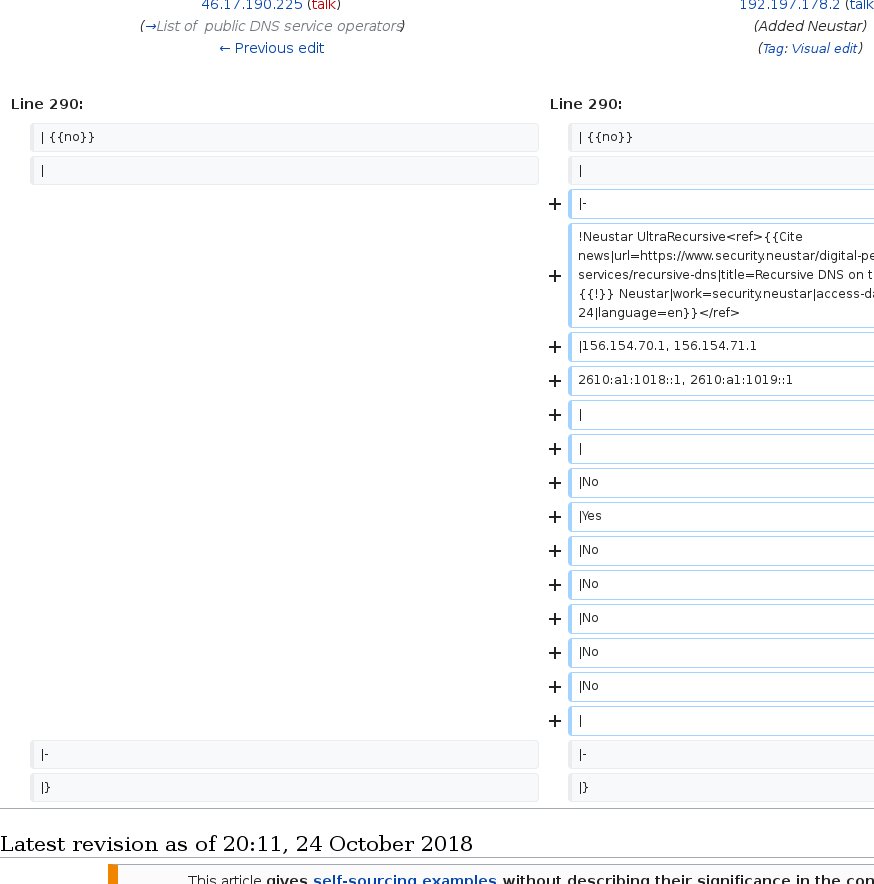 46.17.190.225 (talk)
(→List of public DNS service operators)
← Previous edit
192.197.178.2 (talk
(Added Neustar)
(Tag: Visual edit)
Line 290:
Line 290:
| {{no}}
| {{no}}
|
|
+ |-
+ !Neustar UltraRecursive<ref>{{Cite
news|url=https://www.security.neustar/digital-pe
services/recursive-dns|title=Recursive DNS on t
{{!}} Neustar|work=security.neustar|access-da
24|language=en}}</ref>
+ |156.154.70.1, 156.154.71.1
+ 2610:a1:1018::1, 2610:a1:1019::1
+ |
+ |
+ |No
+ |Yes
+ |No
+ |No
+ |No
+ |No
+ |No
+ |
|-
|-
|}
|}
Latest revision as of 20:11, 24 October 2018
This article gives self-sourcing examples without describing their significance in the con